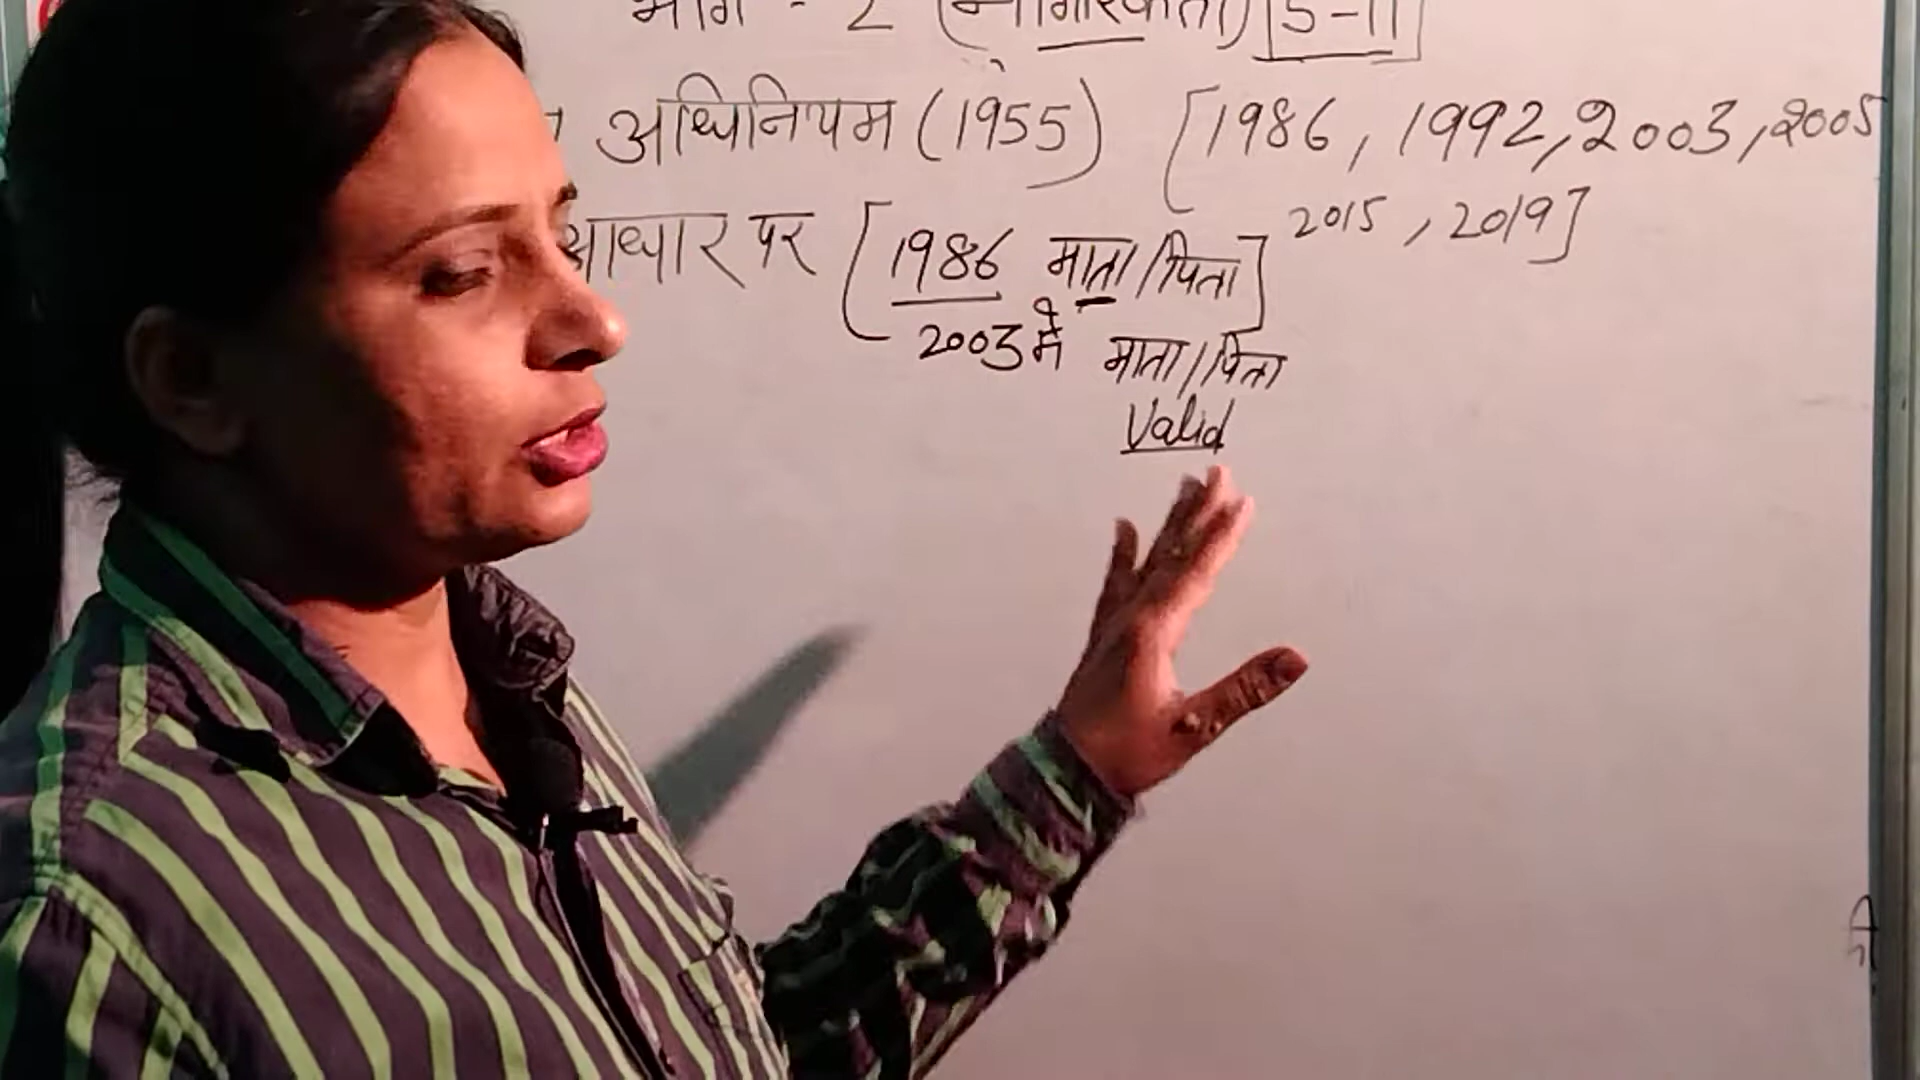 भाग - 2 (नागरिकता) [5-11]
अधिनियम (1955) [1986, 1992, 2003, 2005
2015, 2019]
आधार पर [1986 माता/पिता]
2003 में माता/पिता
Valid